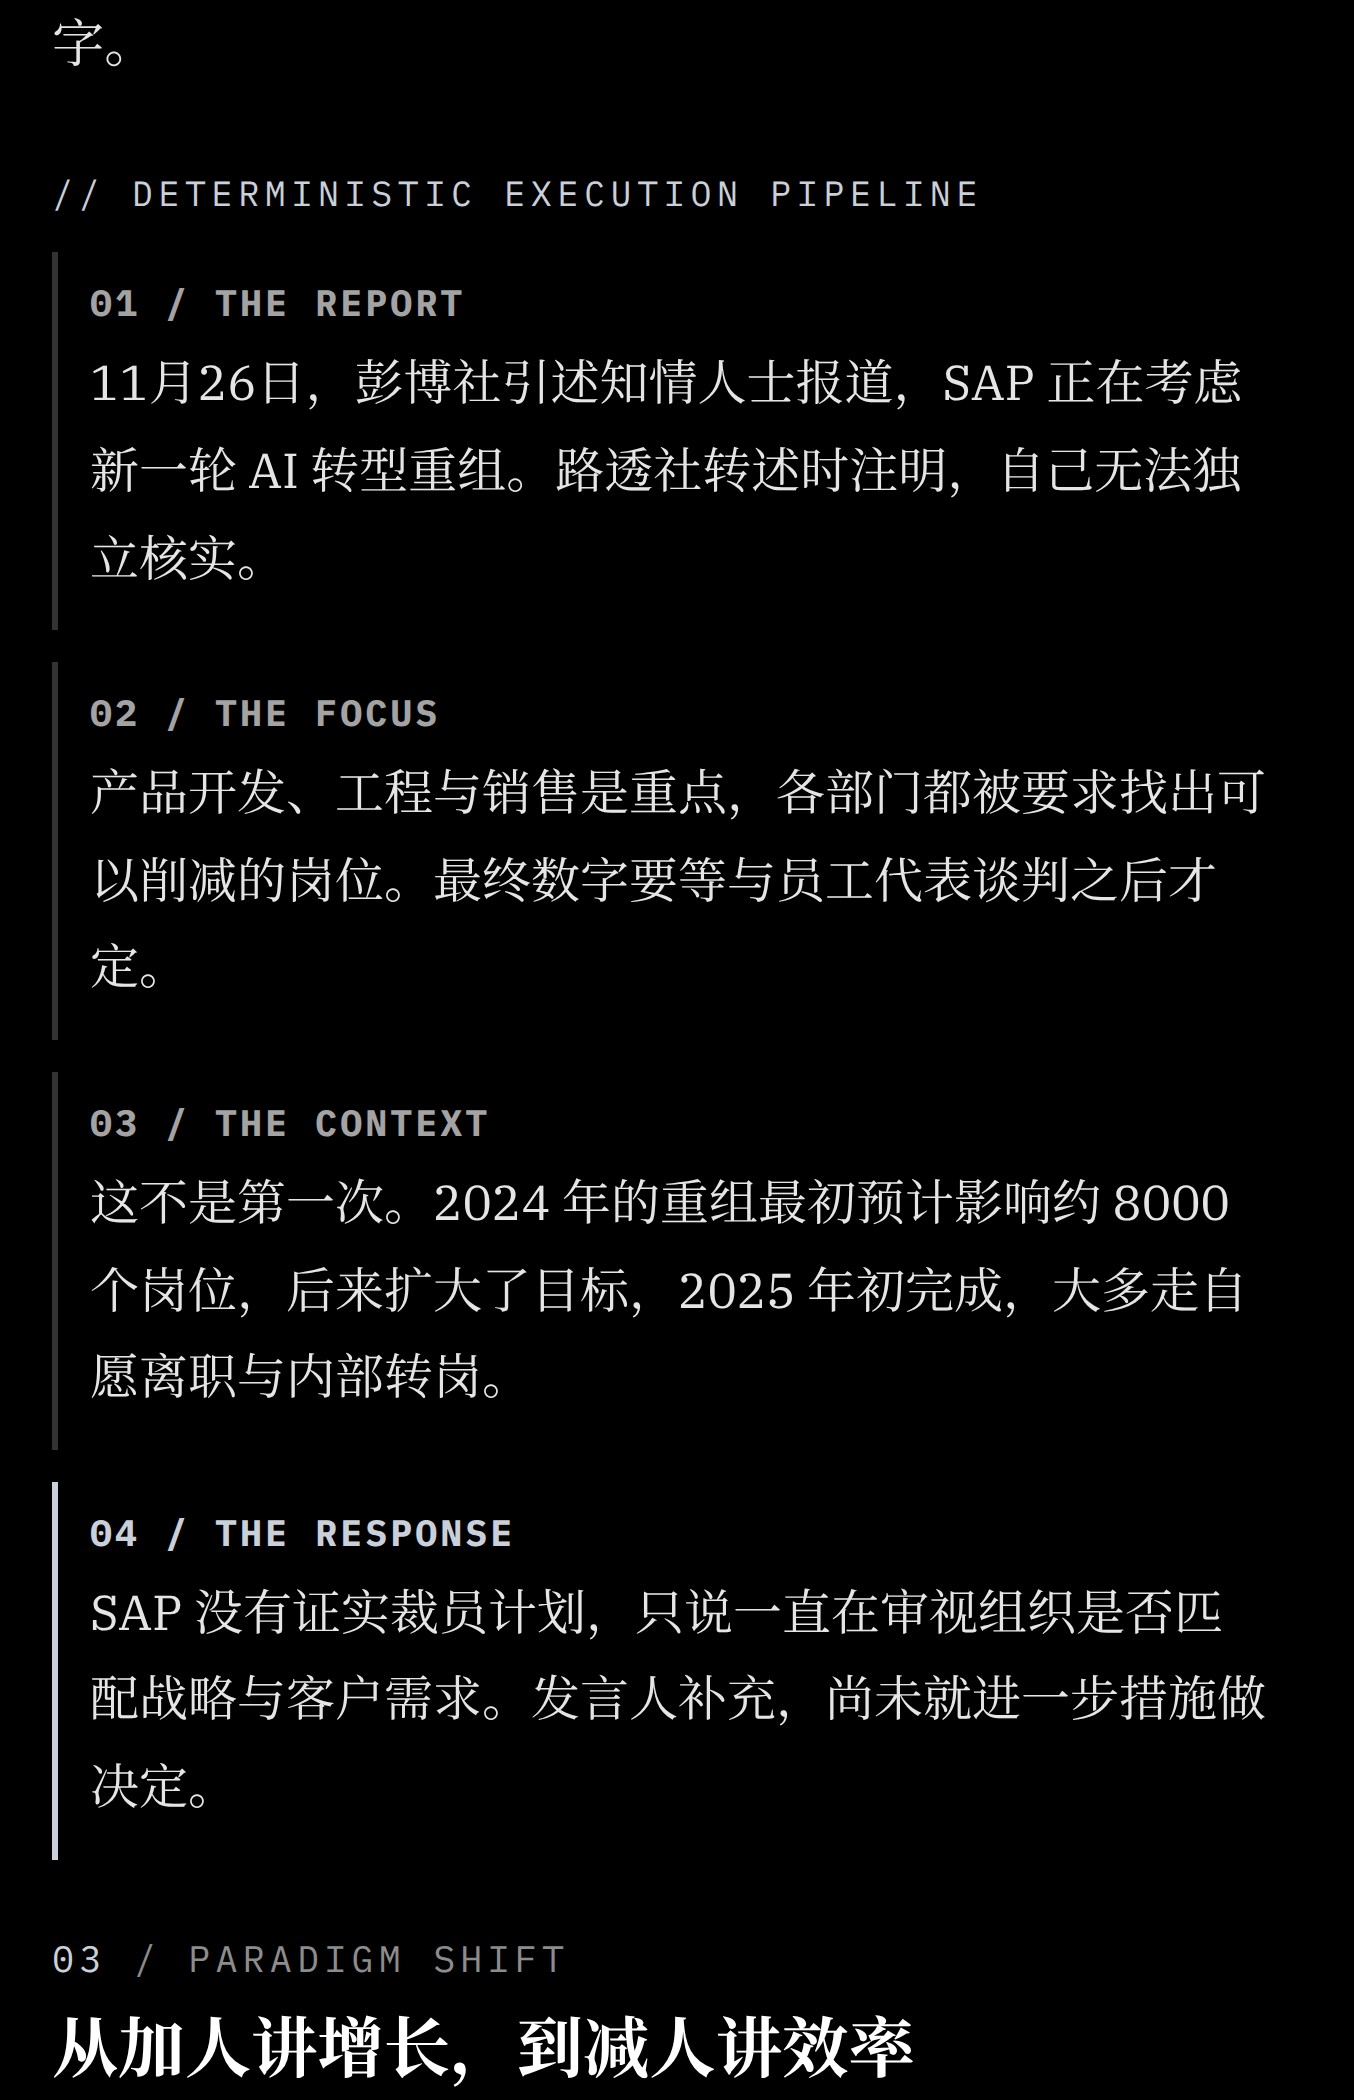 字。
// DETERMINISTIC EXECUTION PIPELINE
01 / THE REPORT
11月26日，彭博社引述知情人士报道，SAP 正在考虑
新一轮 AI 转型重组。路透社转述时注明，自己无法独
立核实。
02 / THE FOCUS
产品开发、工程与销售是重点，各部门都被要求找出可
以削减的岗位。最终数字要等与员工代表谈判之后才
定。
03 / THE CONTEXT
这不是第一次。2024 年的重组最初预计影响约 8000
个岗位，后来扩大了目标，2025 年初完成，大多走自
愿离职与内部转岗。
04 / THE RESPONSE
SAP 没有证实裁员计划，只说一直在审视组织是否匹
配战略与客户需求。发言人补充，尚未就进一步措施做
决定。
03 / PARADIGM SHIFT
从加人讲增长，到减人讲效率